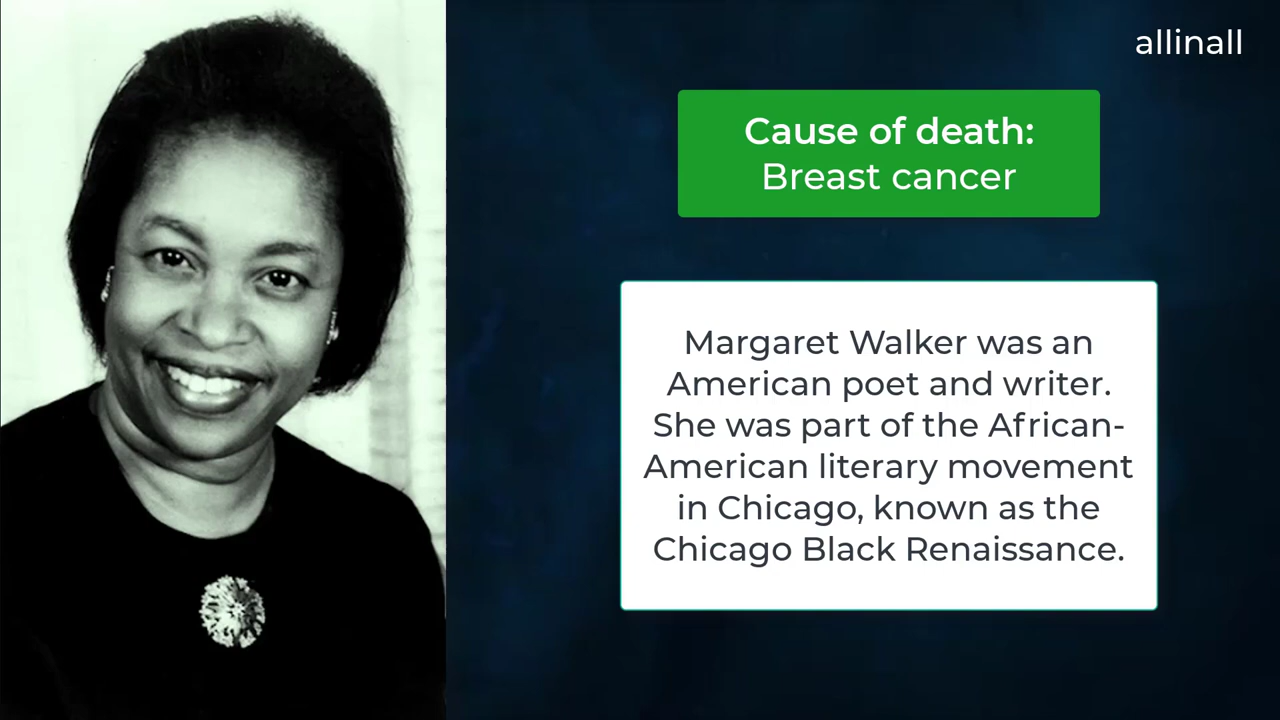 allinall
Cause of death:
Breast cancer
Margaret Walker was an
American poet and writer.
She was part of the African-
American literary movement
in Chicago, known as the
Chicago Black Renaissance.